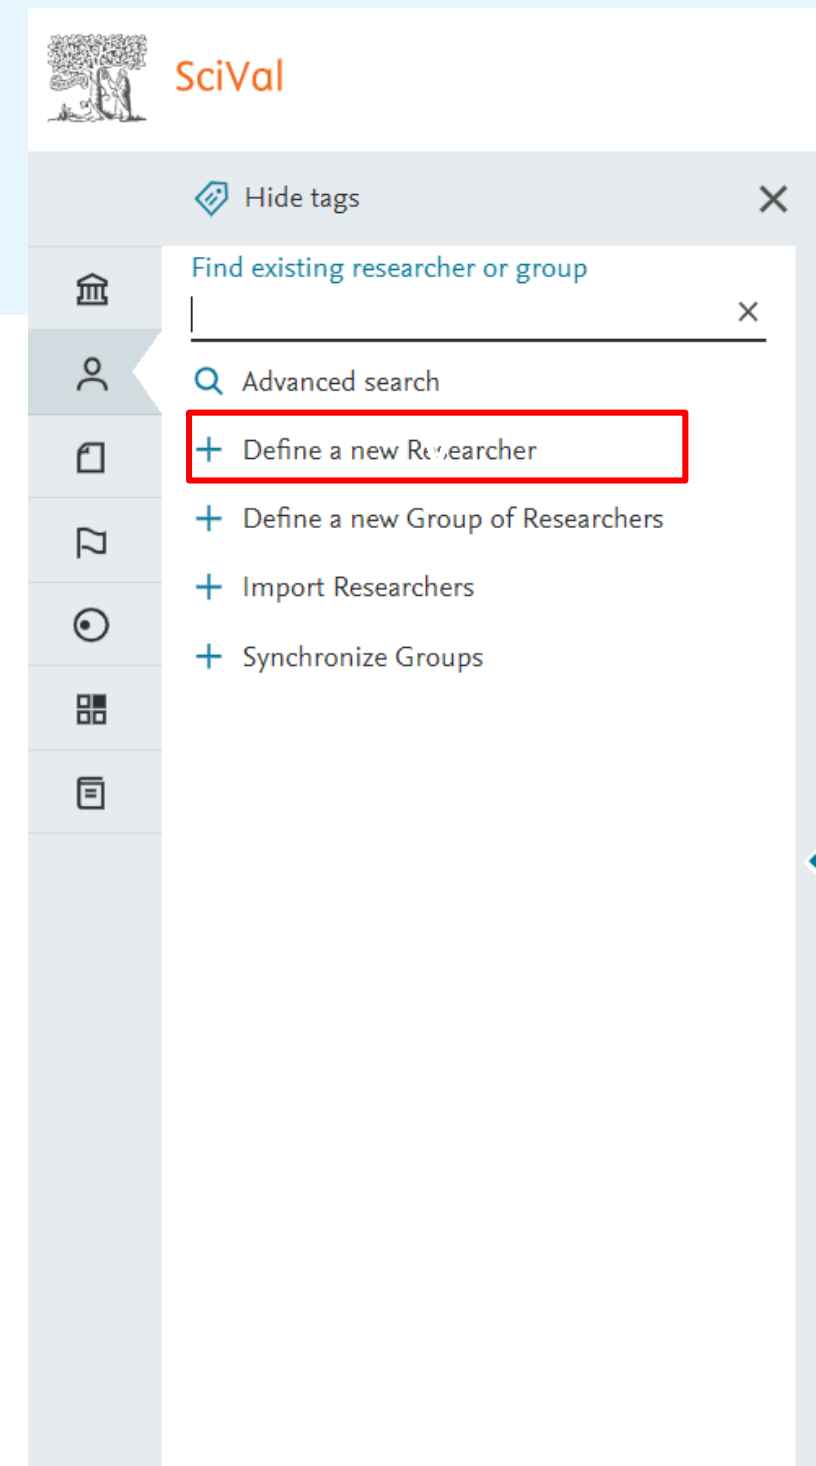 SciVal
Hide tags
Find existing researcher or group
Advanced search
Define a new Researcher
Define a new Group of Researchers
Import Researchers
Synchronize Groups